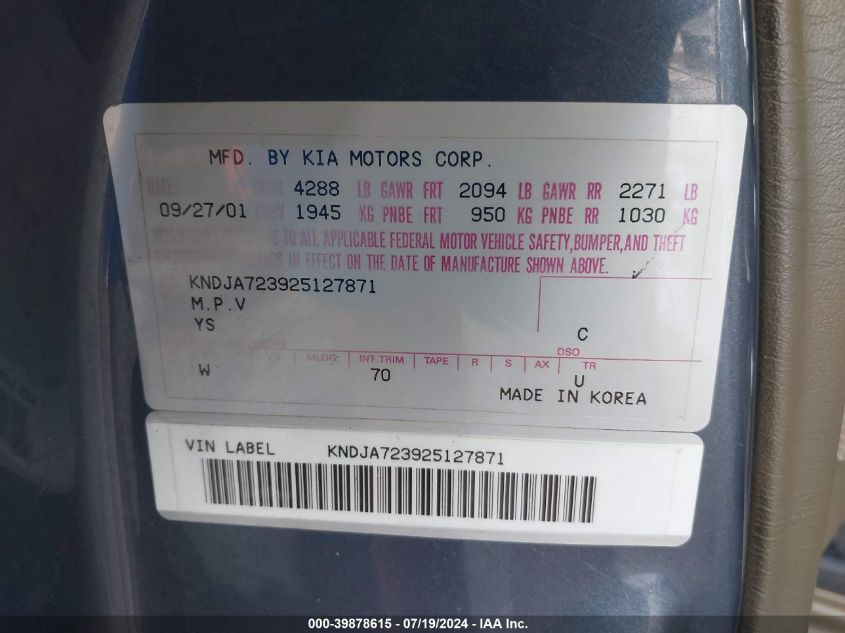 MFD. BY KIA MOTORS CORP.
DATE 4288 LB GAWR FRT 2094 LB GAWR RR 2271 LB
09/27/01 1945 KG PNBE FRT 950 KG PNBE RR 1030 KG
TO ALL APPLICABLE FEDERAL MOTOR VEHICLE SAFETY,BUMPER,AND THEFT
IN EFFECT ON THE DATE OF MANUFACTURE SHOWN ABOVE.
KNDJA723925127871
M.P.V
YS
C
DSO
MLDG: INT.TRIM TAPE R S AX TR
W 70 U
MADE IN KOREA
VIN LABEL KNDJA723925127871
000-39878615 - 07/19/2024 - IAA Inc.